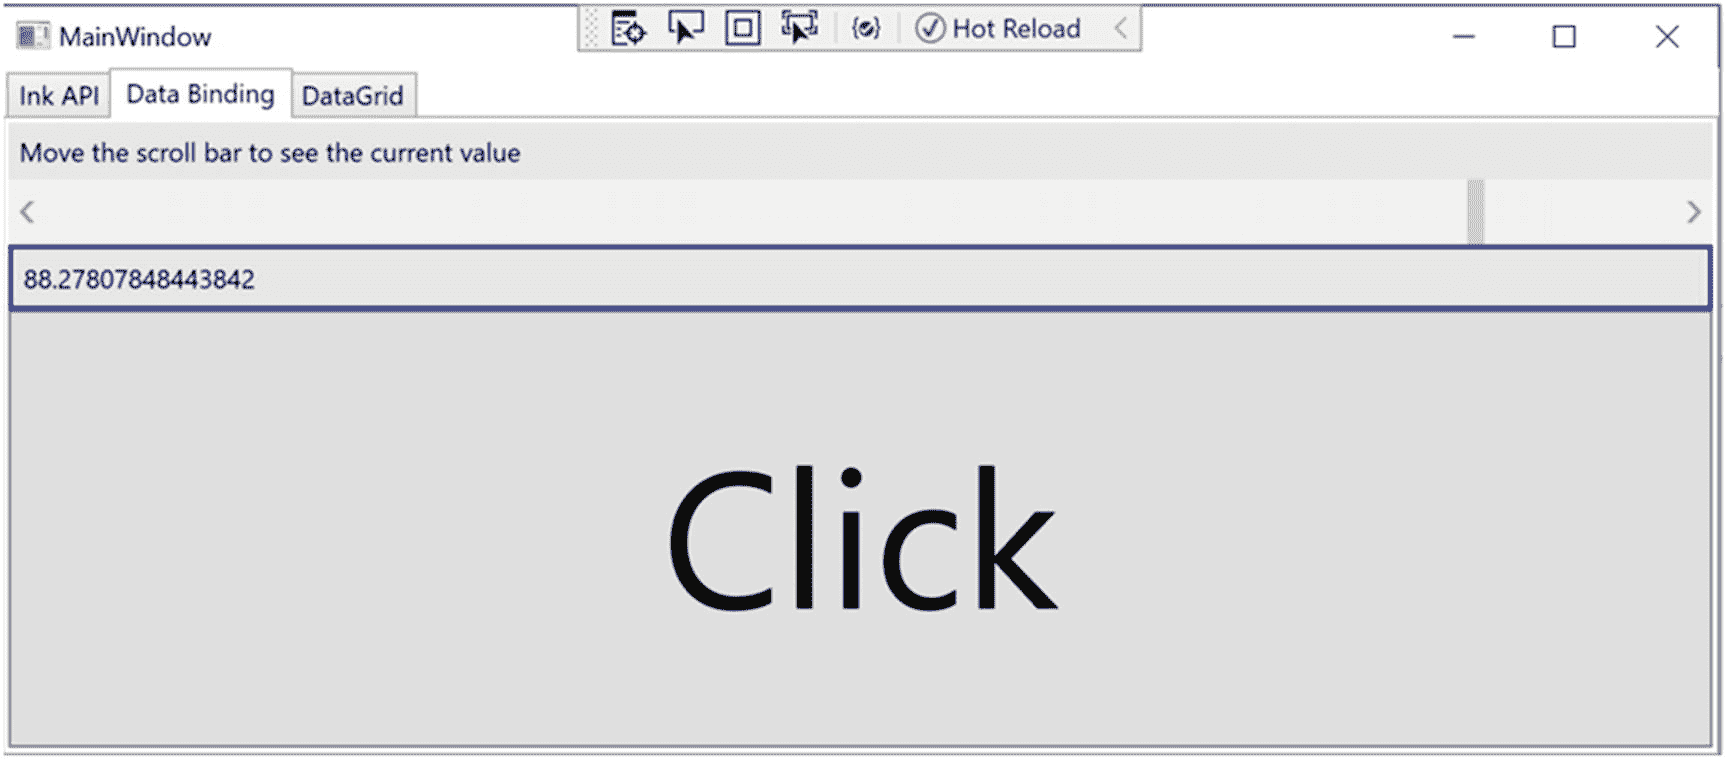 MainWindow
Hot Reload
Ink API
Data Binding
DataGrid
Move the scroll bar to see the current value
88.27807848443842
Click